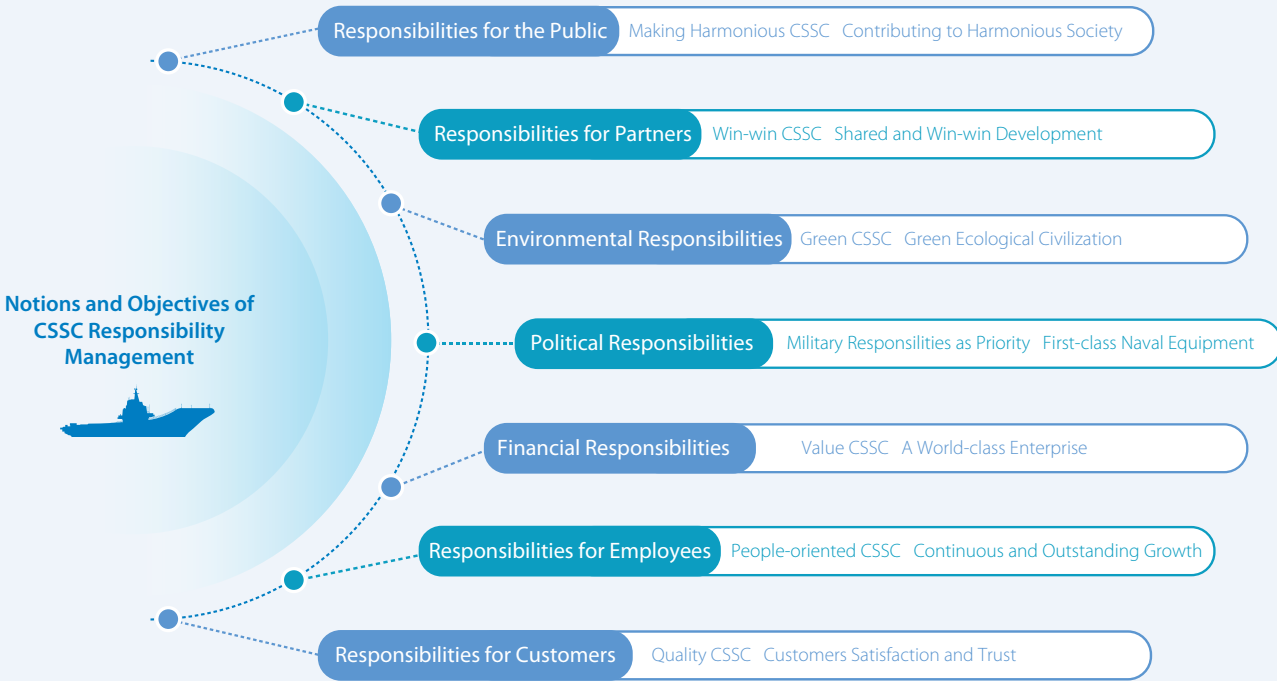 Responsibilities for the Public Making Harmonious CSSC Contributing to Harmonious Society
Responsibilities for Partners Win-win CSSC Shared and Win-win Development
Environmental Responsibilities Green CSSC Green Ecological Civilization
Notions and Objectives of
CSSC Responsibility
Management
Political Responsibilities Military Responsilities as Priority First-class Naval Equipment
Financial Responsibilities Value CSSC A World-class Enterprise
Responsibilities for Employees People-oriented CSSC Continuous and Outstanding Growth
Responsibilities for Customers Quality CSSC Customers Satisfaction and Trust